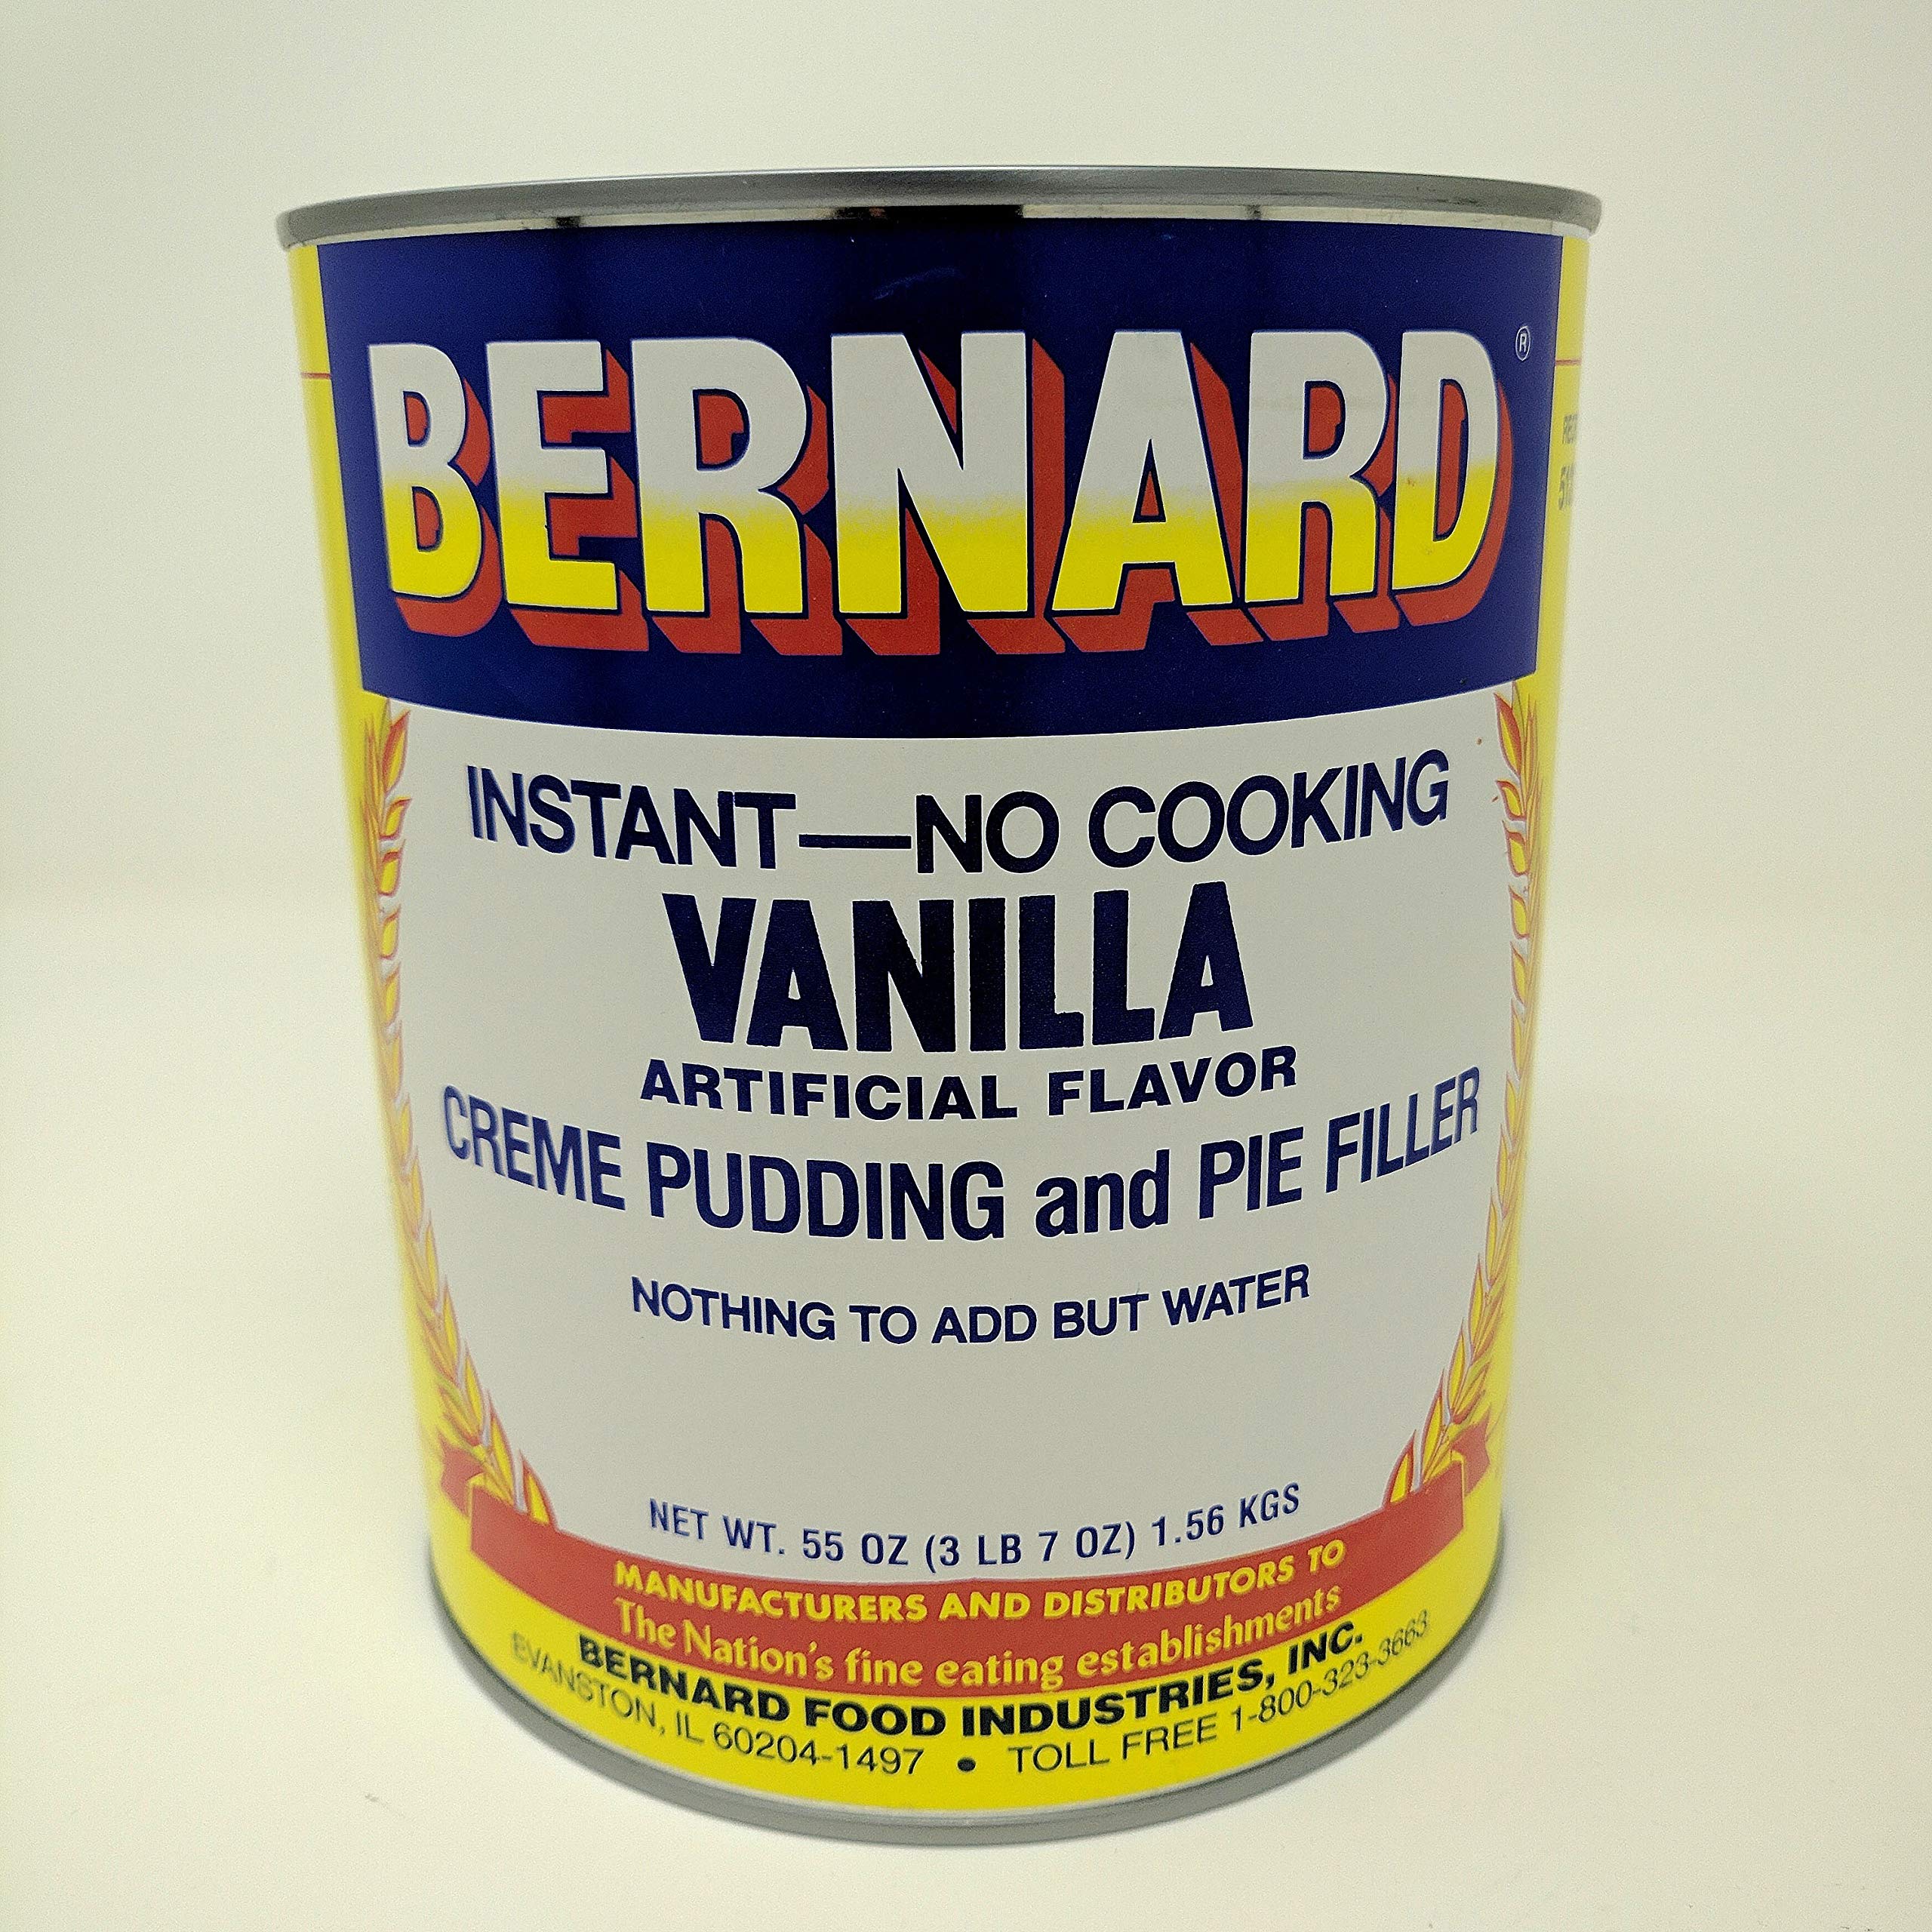 BERNARD ®
INSTANT—NO COOKING
VANILLA
ARTIFICIAL FLAVOR
CREME PUDDING and PIE FILLER
NOTHING TO ADD BUT WATER
NET WT. 55 OZ (3 LB 7 OZ) 1.56 KGS
MANUFACTURERS AND DISTRIBUTORS TO
The Nation's fine eating establishments
BERNARD FOOD INDUSTRIES, INC.
EVANSTON, IL 60204-1497 • TOLL FREE 1-800-323-3663